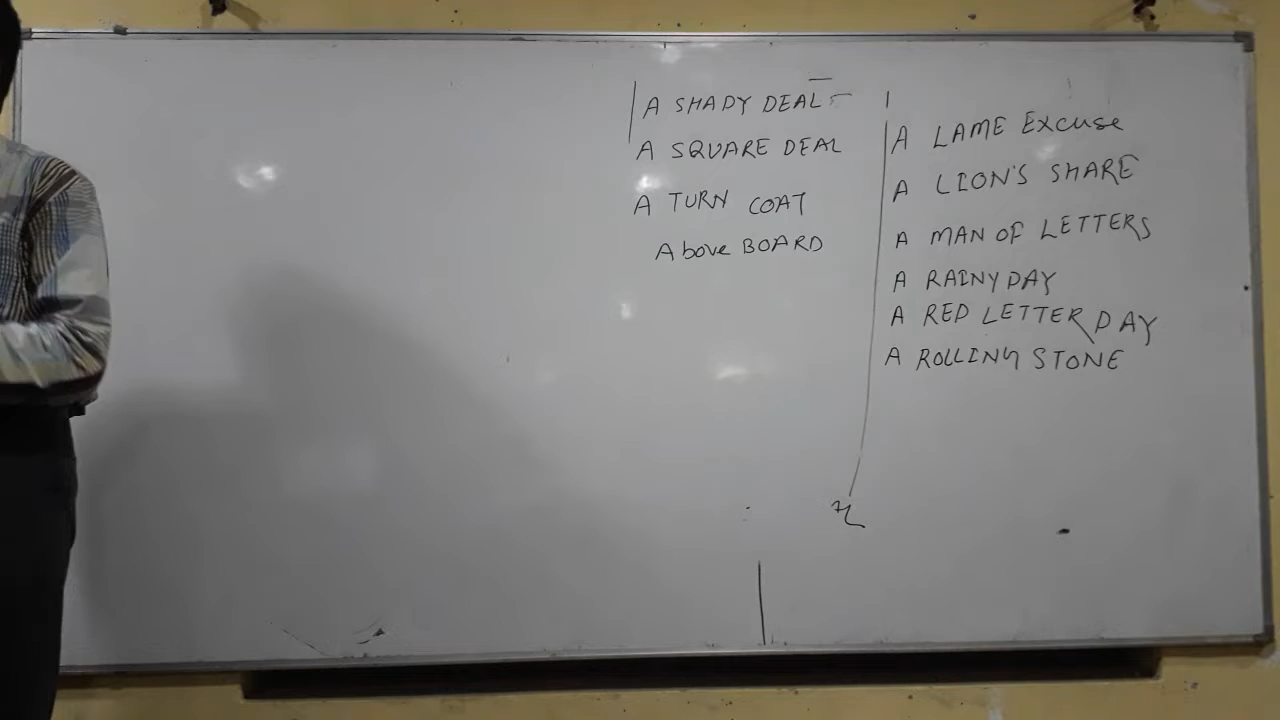 A SHADY DEAL
A SQUARE DEAL
A TURN COAT
Above BOARD
A LAME Excuse
A LION'S SHARE
A MAN OF LETTERS
A RAINY DAY
A RED LETTER DAY
A ROLLING STONE